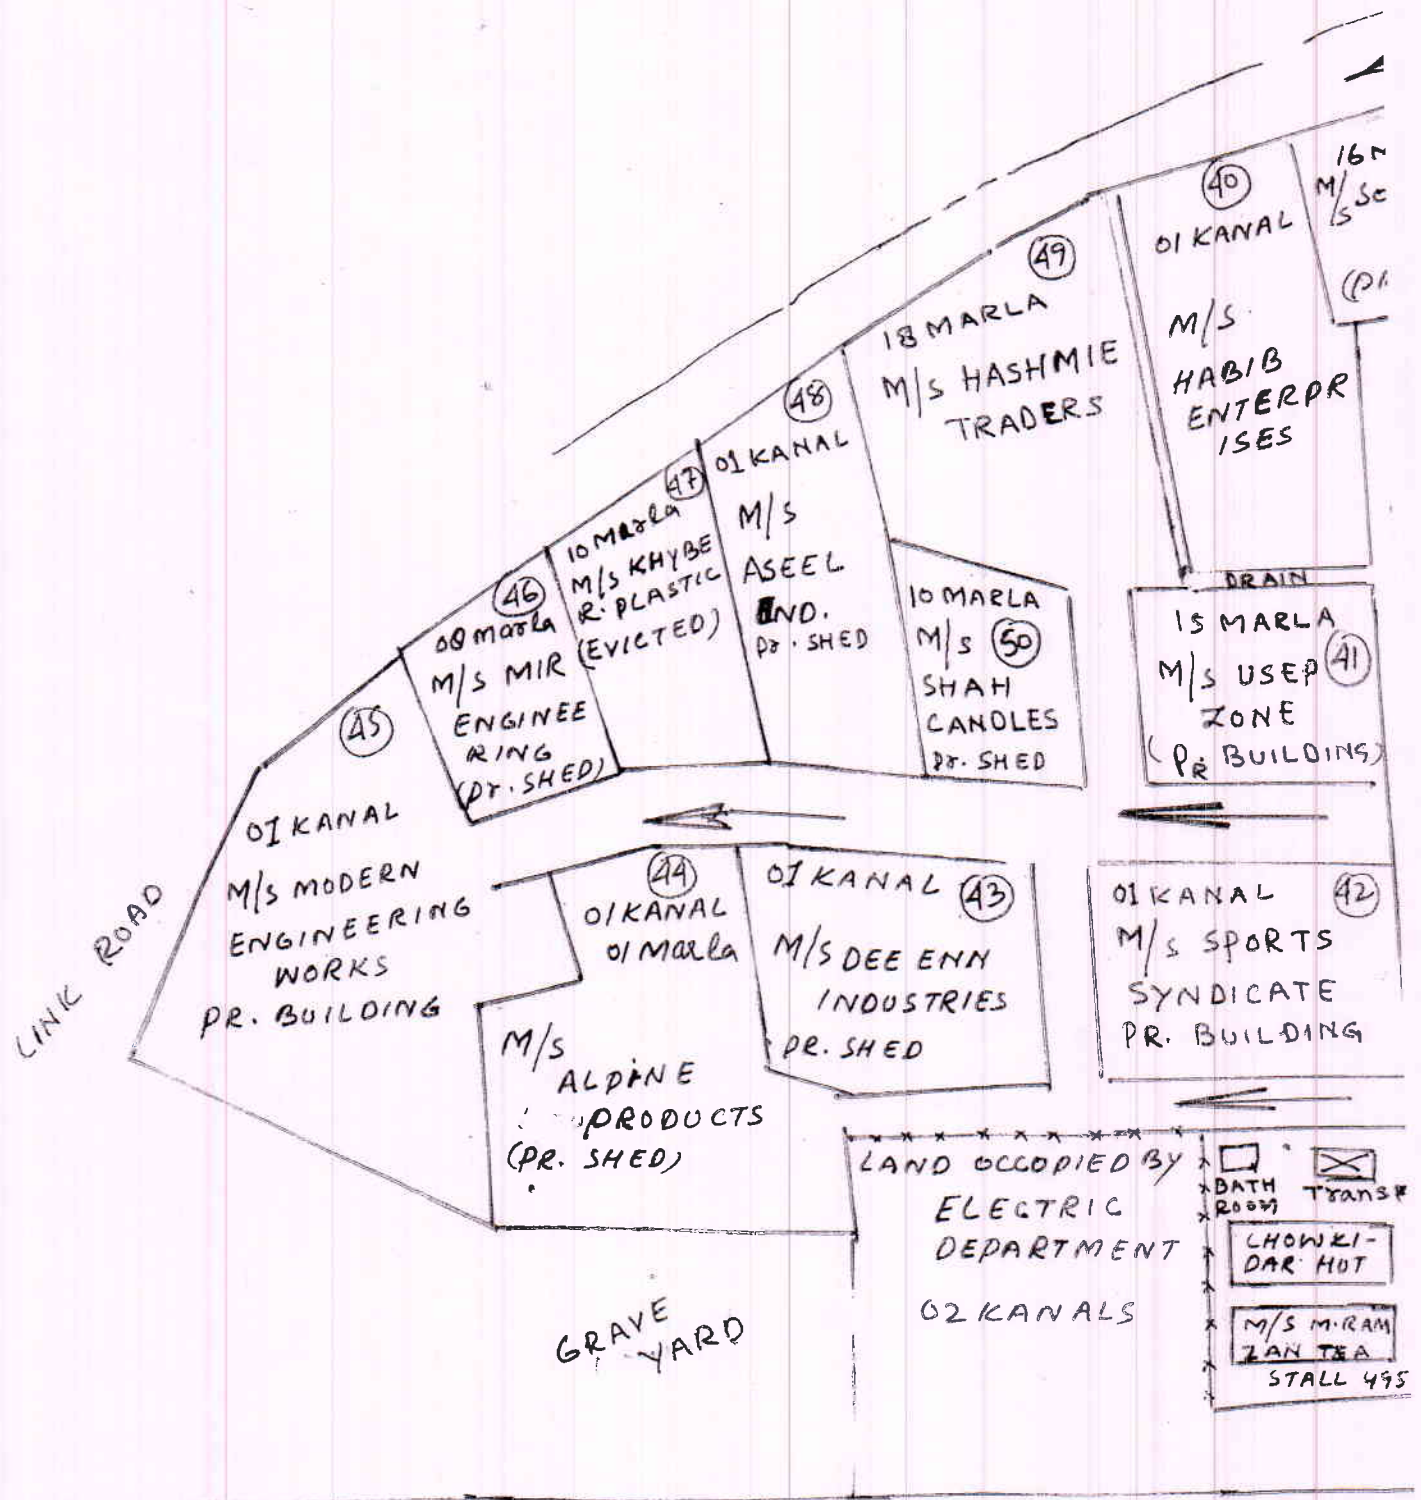 16
M/S
40
01 KANAL
M/S
HABIB
ENTERPR
ISES
49
18 MARLA
M/S HASHMIE
TRADERS
48
01 KANAL
M/S
ASEEL
IND.
Pr. SHED
47
10 Marla
M/S KHYBE
R. PLASTIC
(EVICTED)
46
08 marla
M/S MIR
ENGINEE
RING
(Pr. SHED)
45
01 KANAL
M/S MODERN
ENGINEERING
WORKS
PR. BUILDING
LINK ROAD
10 MARLA
M/S 50
SHAH
CANDLES
Pr. SHED
DRAIN
15 MARLA
M/S USEP 41
ZONE
(PR BUILDING)
44
01 KANAL
01 Marla
M/S
ALPINE
PRODUCTS
(PR. SHED)
01 KANAL 43
M/S DEE ENN
INDUSTRIES
PR. SHED
01 KANAL 42
M/S SPORTS
SYNDICATE
PR. BUILDING
LAND OCCOPIED BY
ELECTRIC
DEPARTMENT
02 KANALS
BATH
ROOM
Transf
CHOWKI-
DAR HUT
M/S M.RAM
ZAN TEA
STALL 495
GRAVE
YARD